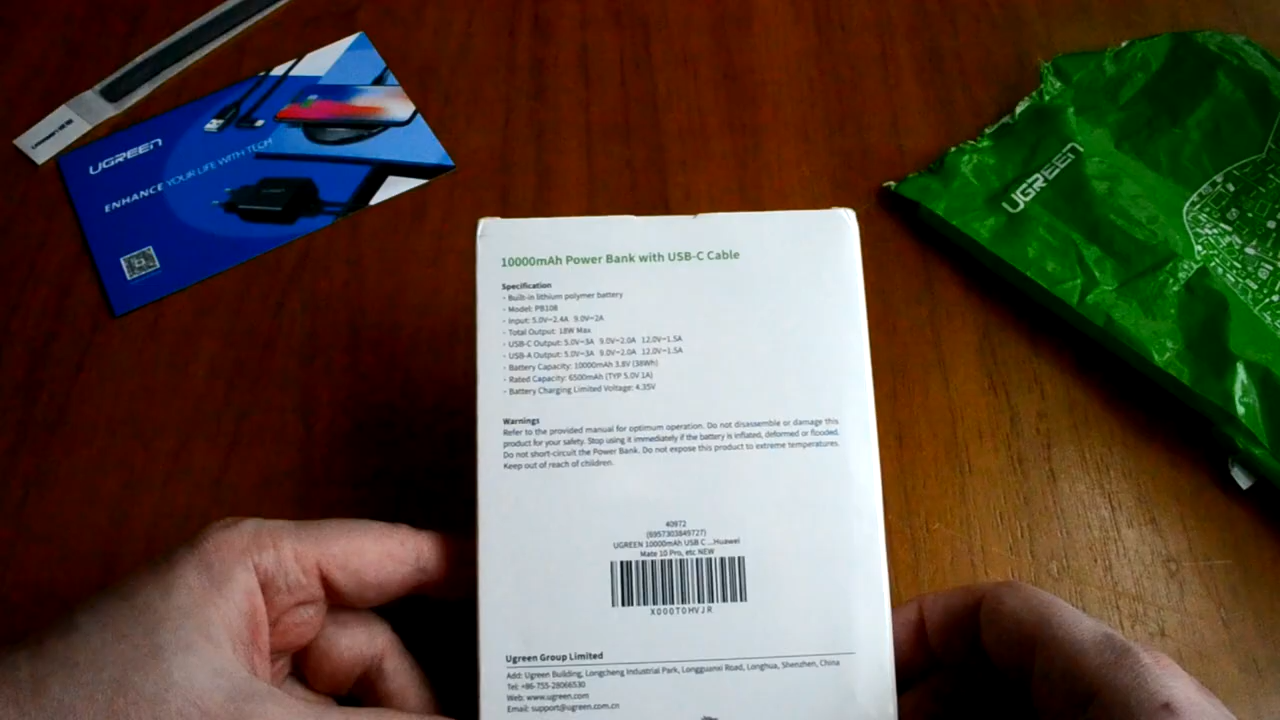 UGREEN
ENHANCE YOUR LIFE WITH TECH
UGREEN
10000mAh Power Bank with USB-C Cable
Specification
- Built-in lithium polymer battery
- Model: PB108
- Input: 5.0V⎓2.4A 9.0V⎓2A
- Total Output: 18W Max
- USB-C Output: 5.0V⎓3A 9.0V⎓2.0A 12.0V⎓1.5A
- USB-A Output: 5.0V⎓3A 9.0V⎓2.0A 12.0V⎓1.5A
- Battery Capacity: 10000mAh 3.8V (38Wh)
- Rated Capacity: 6500mAh (TYP 5.0V 1A)
- Battery Charging Limited Voltage: 4.35V
Warnings
Refer to the provided manual for optimum operation. Do not disassemble or damage this
product for your safety. Stop using it immediately if the battery is inflated, deformed or flooded.
Do not short-circuit the Power Bank. Do not expose this product to extreme temperatures.
Keep out of reach of children.
40972
(6957303849727)
UGREEN 10000mAh USB C ...Huawei
Mate 10 Pro, etc NEW
X000T0HVJR
Ugreen Group Limited
Add: Ugreen Building, Longcheng Industrial Park, Longguanxi Road, Longhua, Shenzhen, China
Tel: +86-755-28066530
Web: www.ugreen.com
Email: support@ugreen.com.cn